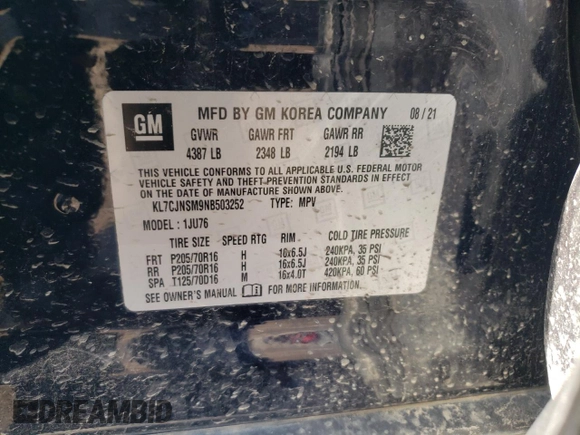 GM MFD BY GM KOREA COMPANY 08/21
GVWR GAWR FRT GAWR RR
4387 LB 2348 LB 2194 LB
THIS VEHICLE CONFORMS TO ALL APPLICABLE U.S. FEDERAL MOTOR
VEHICLE SAFETY AND THEFT PREVENTION STANDARDS IN EFFECT
ON THE DATE OF MANUFACTURE SHOWN ABOVE.
KL7CJNSM9NB503252 TYPE: MPV
MODEL : 1JU76
TIRE SIZE SPEED RTG RIM COLD TIRE PRESSURE
FRT P205/70R16 H 16x6.5J 240KPA, 35 PSI
RR P205/70R16 H 16x6.5J 240KPA, 35 PSI
SPA T125/70D16 M 16x4.0T 420KPA, 60 PSI
SEE OWNER'S MANUAL FOR MORE INFORMATION
DREAMBID